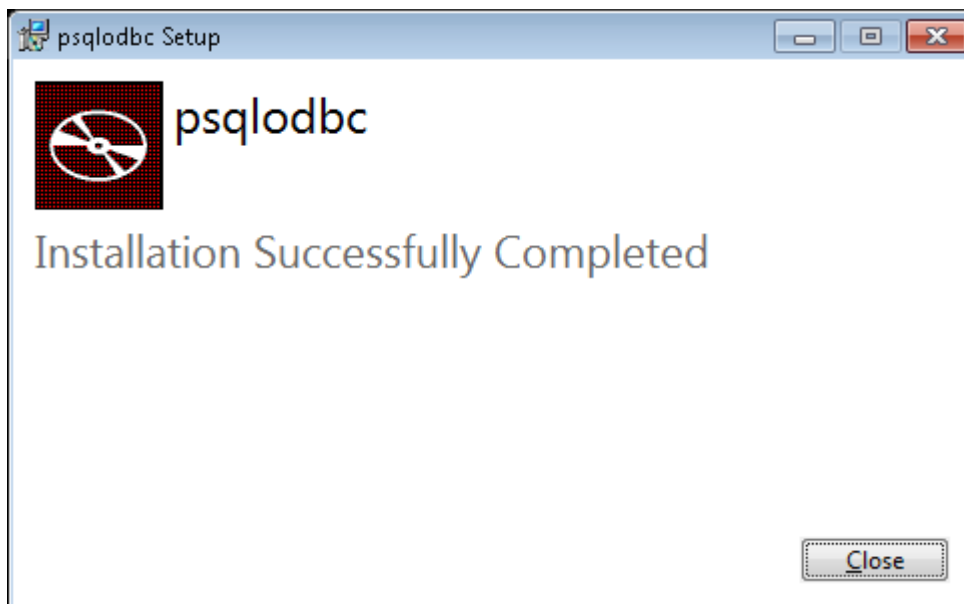 psqlodbc Setup
psqlodbc
Installation Successfully Completed
Close